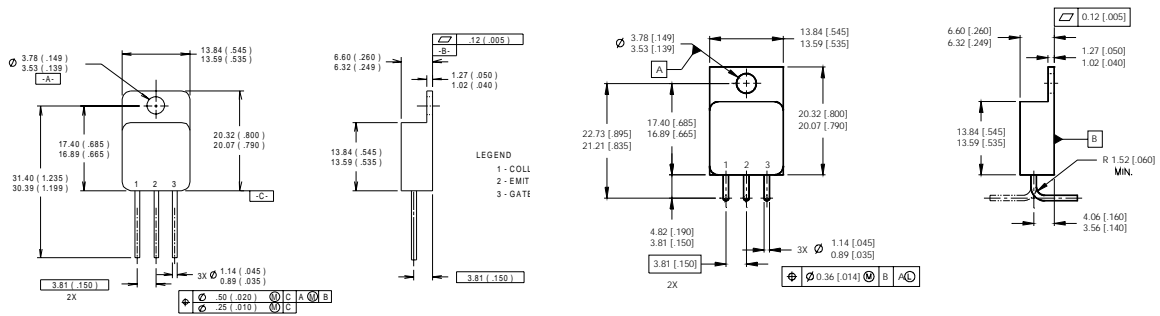 ⌀ 3.78 ( .149 )
3.53 ( .139 )
-A-
13.84 ( .545 )
13.59 ( .535 )
17.40 ( .685 )
16.89 ( .665 )
31.40 ( 1.235 )
30.39 ( 1.199 )
20.32 ( .800 )
20.07 ( .790 )
1 2 3
-C-
3X ⌀ 1.14 ( .045 )
0.89 ( .035 )
3.81 ( .150 )
2X
⌖ ⌀ .50 ( .020 ) Ⓜ C A Ⓜ B
⌀ .25 ( .010 ) Ⓜ C
⏥ .12 ( .005 )
-B-
6.60 ( .260 )
6.32 ( .249 )
1.27 ( .050 )
1.02 ( .040 )
13.84 ( .545 )
13.59 ( .535 )
3.81 ( .150 )
LEGEND
1 - COLL
2 - EMIT
3 - GATE
⌀ 3.78 [.149]
3.53 [.139]
A
13.84 [.545]
13.59 [.535]
22.73 [.895]
21.21 [.835]
17.40 [.685]
16.89 [.665]
20.32 [.800]
20.07 [.790]
1 2 3
4.82 [.190]
3.81 [.150]
3X ⌀ 1.14 [.045]
0.89 [.035]
3.81 [.150]
2X
⌖ ⌀ 0.36 [.014] Ⓜ B A Ⓛ
⏥ 0.12 [.005]
6.60 [.260]
6.32 [.249]
1.27 [.050]
1.02 [.040]
13.84 [.545]
13.59 [.535]
B
R 1.52 [.060]
MIN.
4.06 [.160]
3.56 [.140]